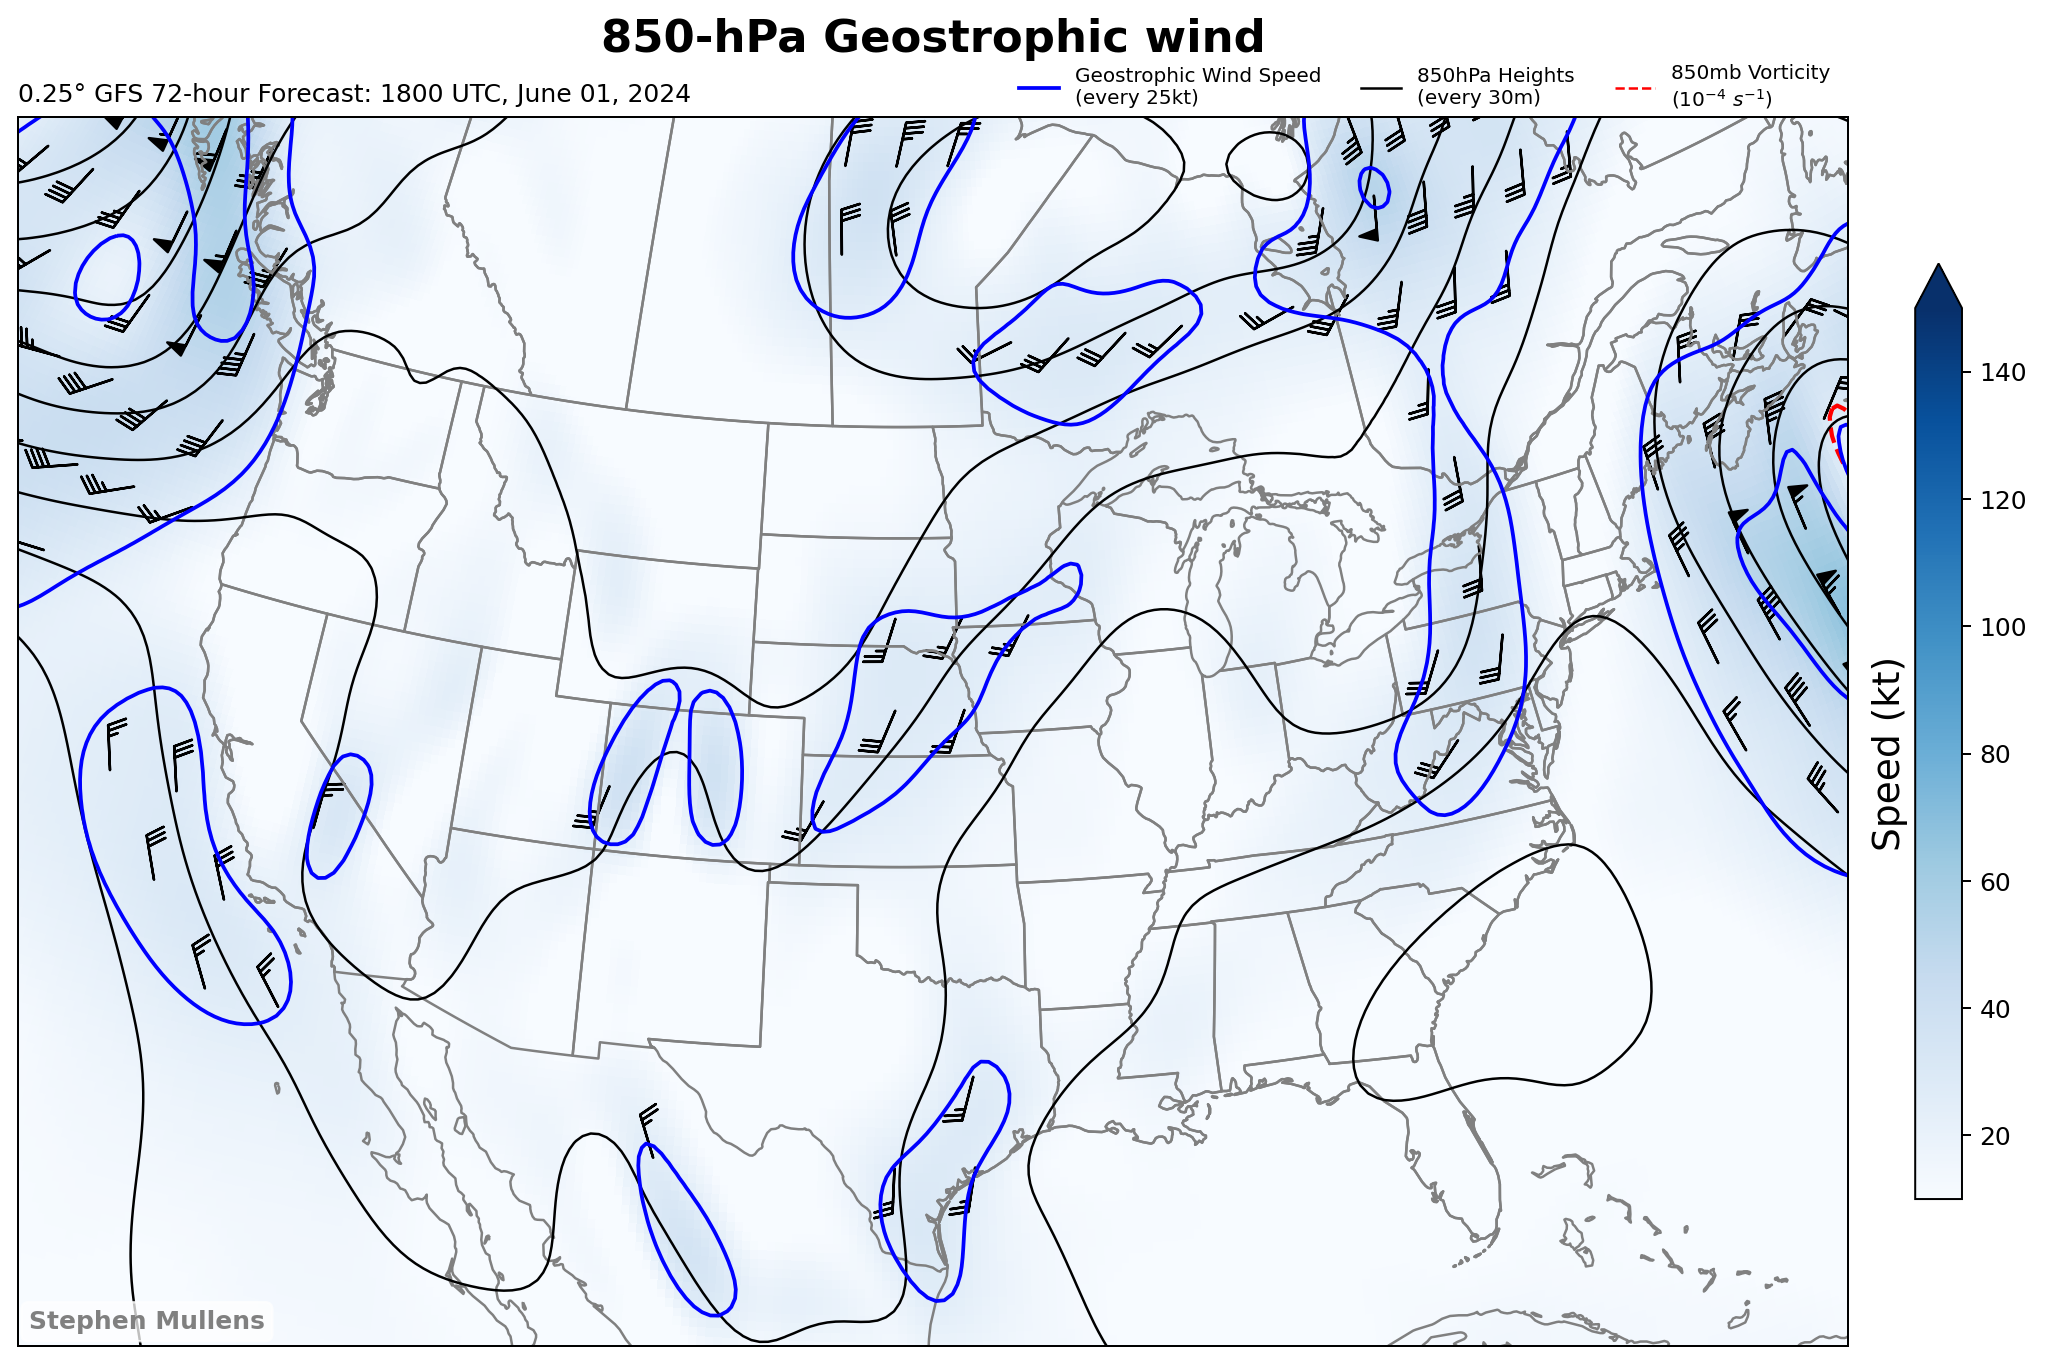 850-hPa Geostrophic wind
0.25° GFS 72-hour Forecast: 1800 UTC, June 01, 2024
Geostrophic Wind Speed
(every 25kt)
850hPa Heights
(every 30m)
850mb Vorticity
(10⁻⁴ s⁻¹)
140
120
100
80
60
40
20
Speed (kt)
Stephen Mullens